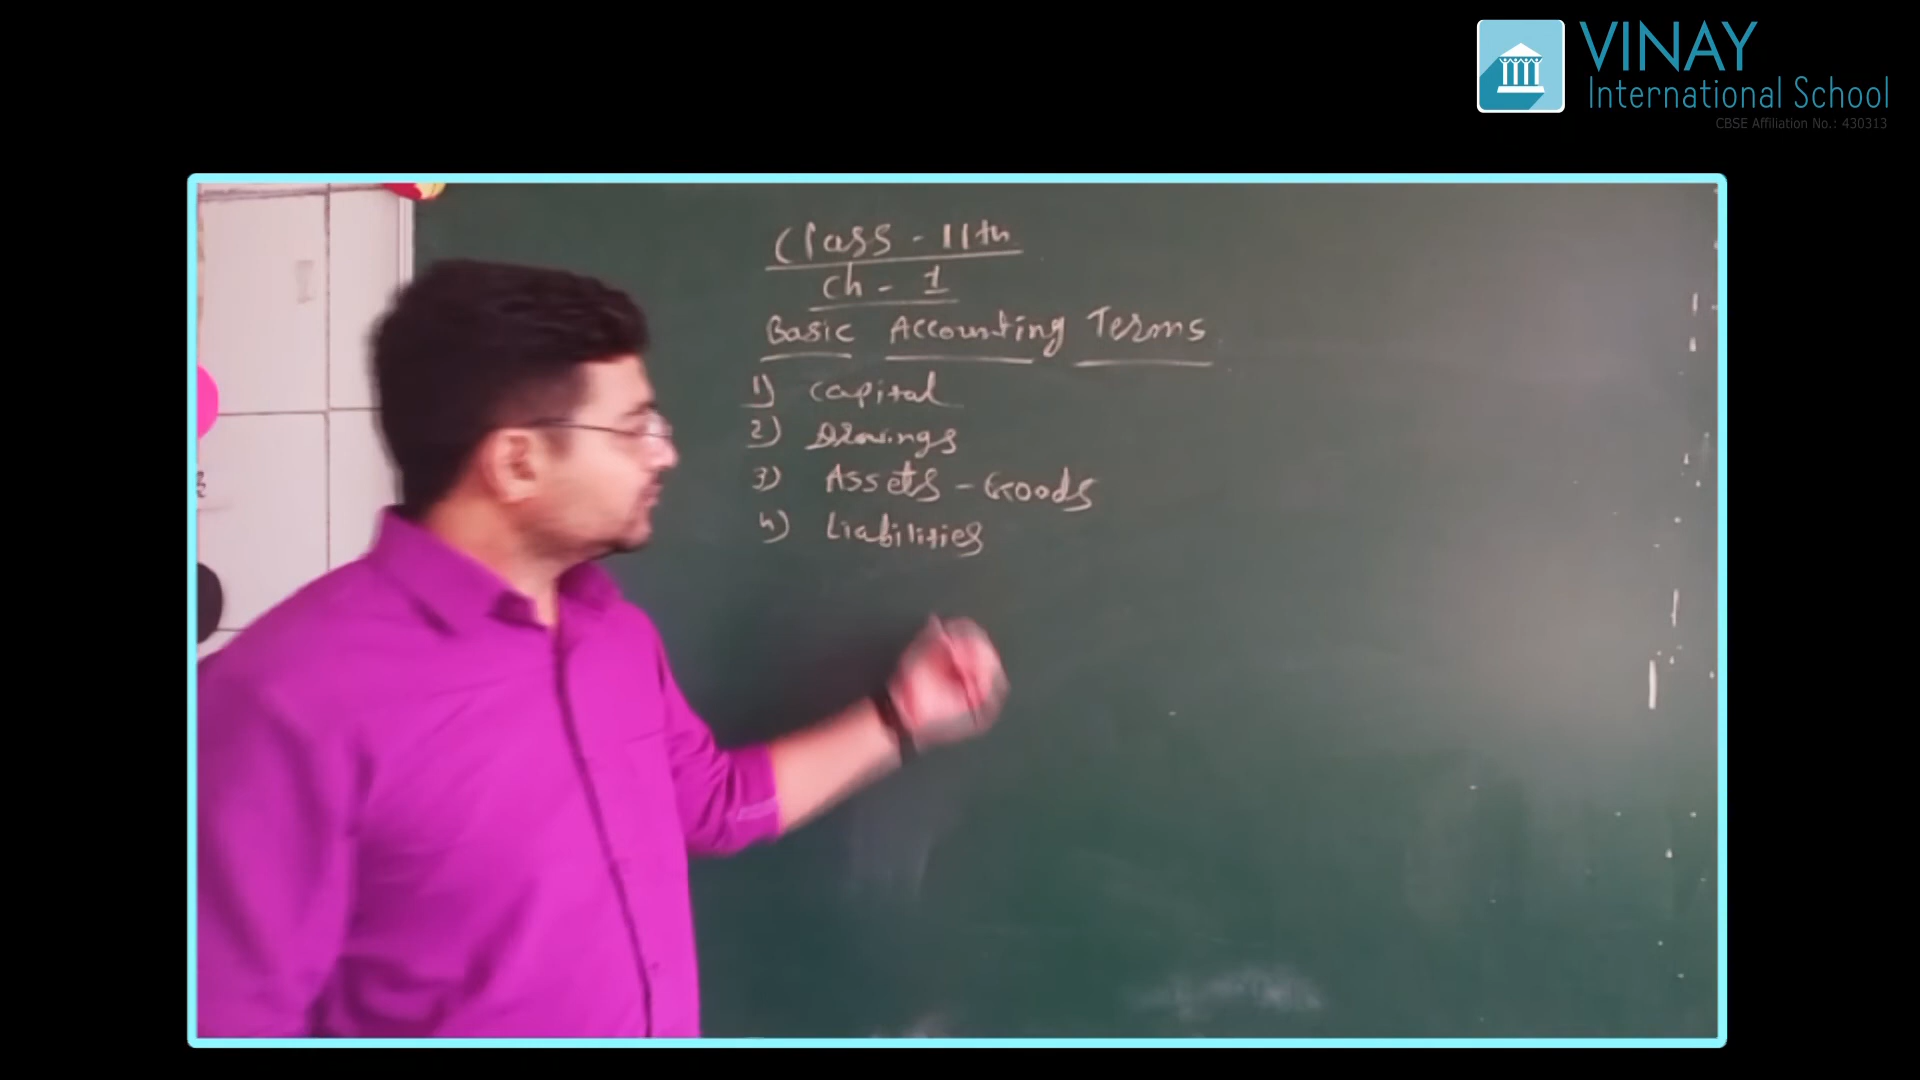 VINAY
International School
CBSE Affiliation No.: 430313
Class - 11th
Ch - 1
Basic Accounting Terms
1) Capital
2) Drawings
3) Assets - Goods
4) Liabilities